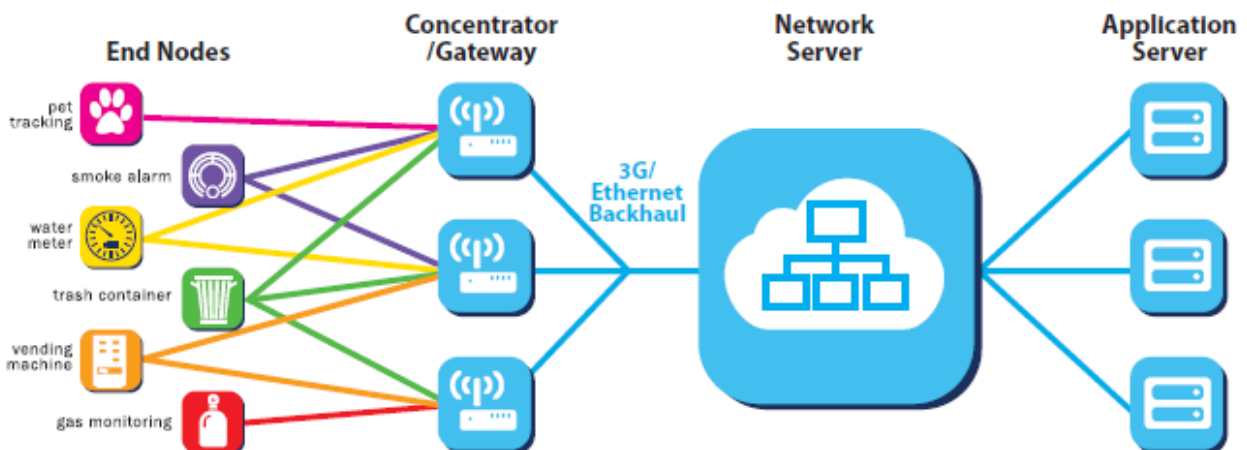 End Nodes
Concentrator
/Gateway
Network
Server
Application
Server
pet
tracking
smoke alarm
water
meter
trash container
vending
machine
gas monitoring
3G/
Ethernet
Backhaul